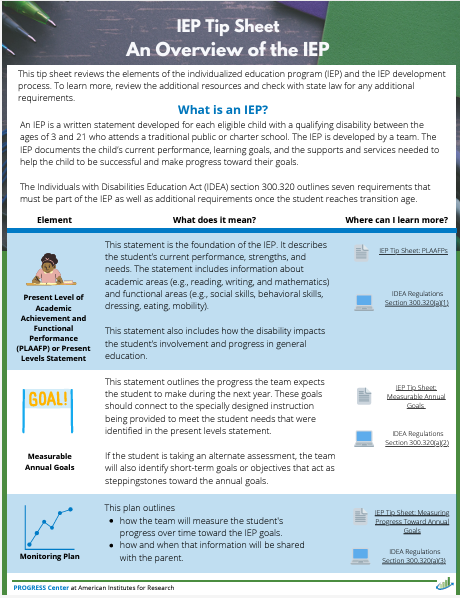 IEP Tip Sheet
An Overview of the IEP
This tip sheet reviews the elements of the individualized education program (IEP) and the IEP development
process. To learn more, review the additional resources and check with state law for any additional
requirements.
What is an IEP?
An IEP is a written statement developed for each eligible child with a qualifying disability between the
ages of 3 and 21 who attends a traditional public or charter school. The IEP is developed by a team. The
IEP documents the child's current performance, learning goals, and the supports and services needed to
help the child to be successful and make progress toward their goals.
The Individuals with Disabilities Education Act (IDEA) section 300.320 outlines seven requirements that
must be part of the IEP as well as additional requirements once the student reaches transition age.
Element
What does it mean?
Where can I learn more?
Present Level of
Academic
Achievement and
Functional
Performance
(PLAAFP) or Present
Levels Statement
This statement is the foundation of the IEP. It describes
the student's current performance, strengths, and
needs. The statement includes information about
academic areas (e.g., reading, writing, and mathematics)
and functional areas (e.g., social skills, behavioral skills,
dressing, eating, mobility).
This statement also includes how the disability impacts
the student's involvement and progress in general
education.
IEP Tip Sheet: PLAAFPs
IDEA Regulations
Section 300.320(a)(1)
GOAL!
Measurable
Annual Goals
This statement outlines the progress the team expects
the student to make during the next year. These goals
should connect to the specially designed instruction
being provided to meet the student needs that were
identified in the present levels statement.
If the student is taking an alternate assessment, the team
will also identify short-term goals or objectives that act as
steppingstones toward the annual goals.
IEP Tip Sheet:
Measurable Annual
Goals
IDEA Regulations
Section 300.320(a)(2)
Monitoring Plan
This plan outlines
• how the team will measure the student's
progress over time toward the IEP goals.
• how and when that information will be shared
with the parent.
IEP Tip Sheet: Measuring
Progress Toward Annual
Goals
IDEA Regulations
Section 300.320(a)(3)
PROGRESS Center at American Institutes for Research